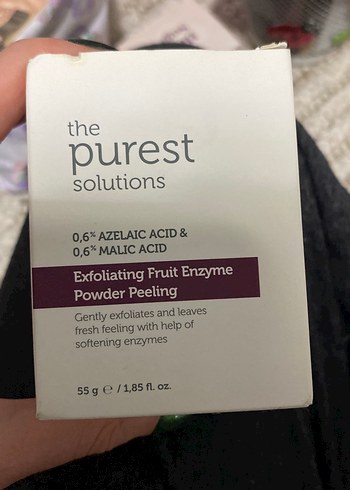 the
purest
solutions
0,6% AZELAIC ACID &
0,6% MALIC ACID
Exfoliating Fruit Enzyme
Powder Peeling
Gently exfoliates and leaves
fresh feeling with help of
softening enzymes
55 g ℮ / 1,85 fl. oz.